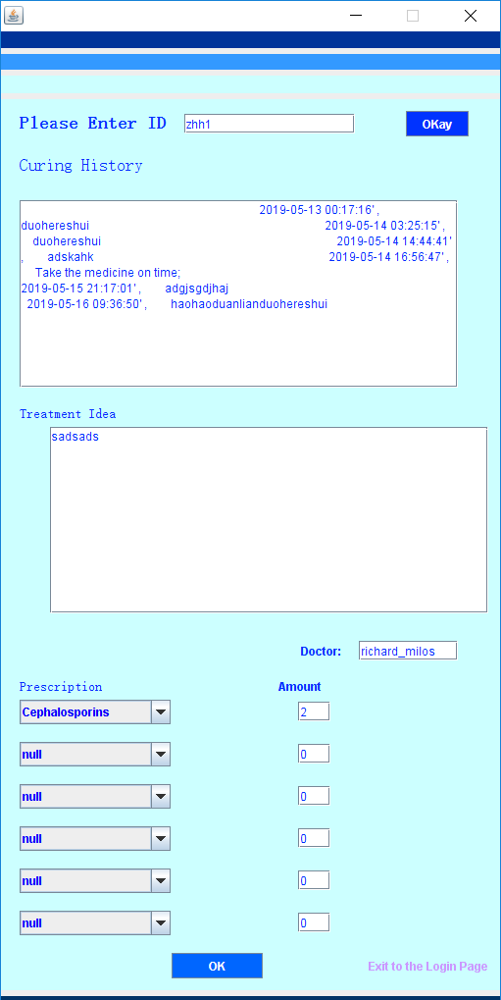 Please Enter ID zhh1 OKay
Curing History
2019-05-13 00:17:16',
duohereshui 2019-05-14 03:25:15',
duohereshui 2019-05-14 14:44:41'
, adskahk 2019-05-14 16:56:47',
Take the medicine on time;
2019-05-15 21:17:01', adgjsgdjhaj
2019-05-16 09:36:50', haohaoduanlianduohereshui
Treatment Idea
sadsads
Doctor: richard_milos
Prescription Amount
Cephalosporins 2
null 0
null 0
null 0
null 0
null 0
OK Exit to the Login Page